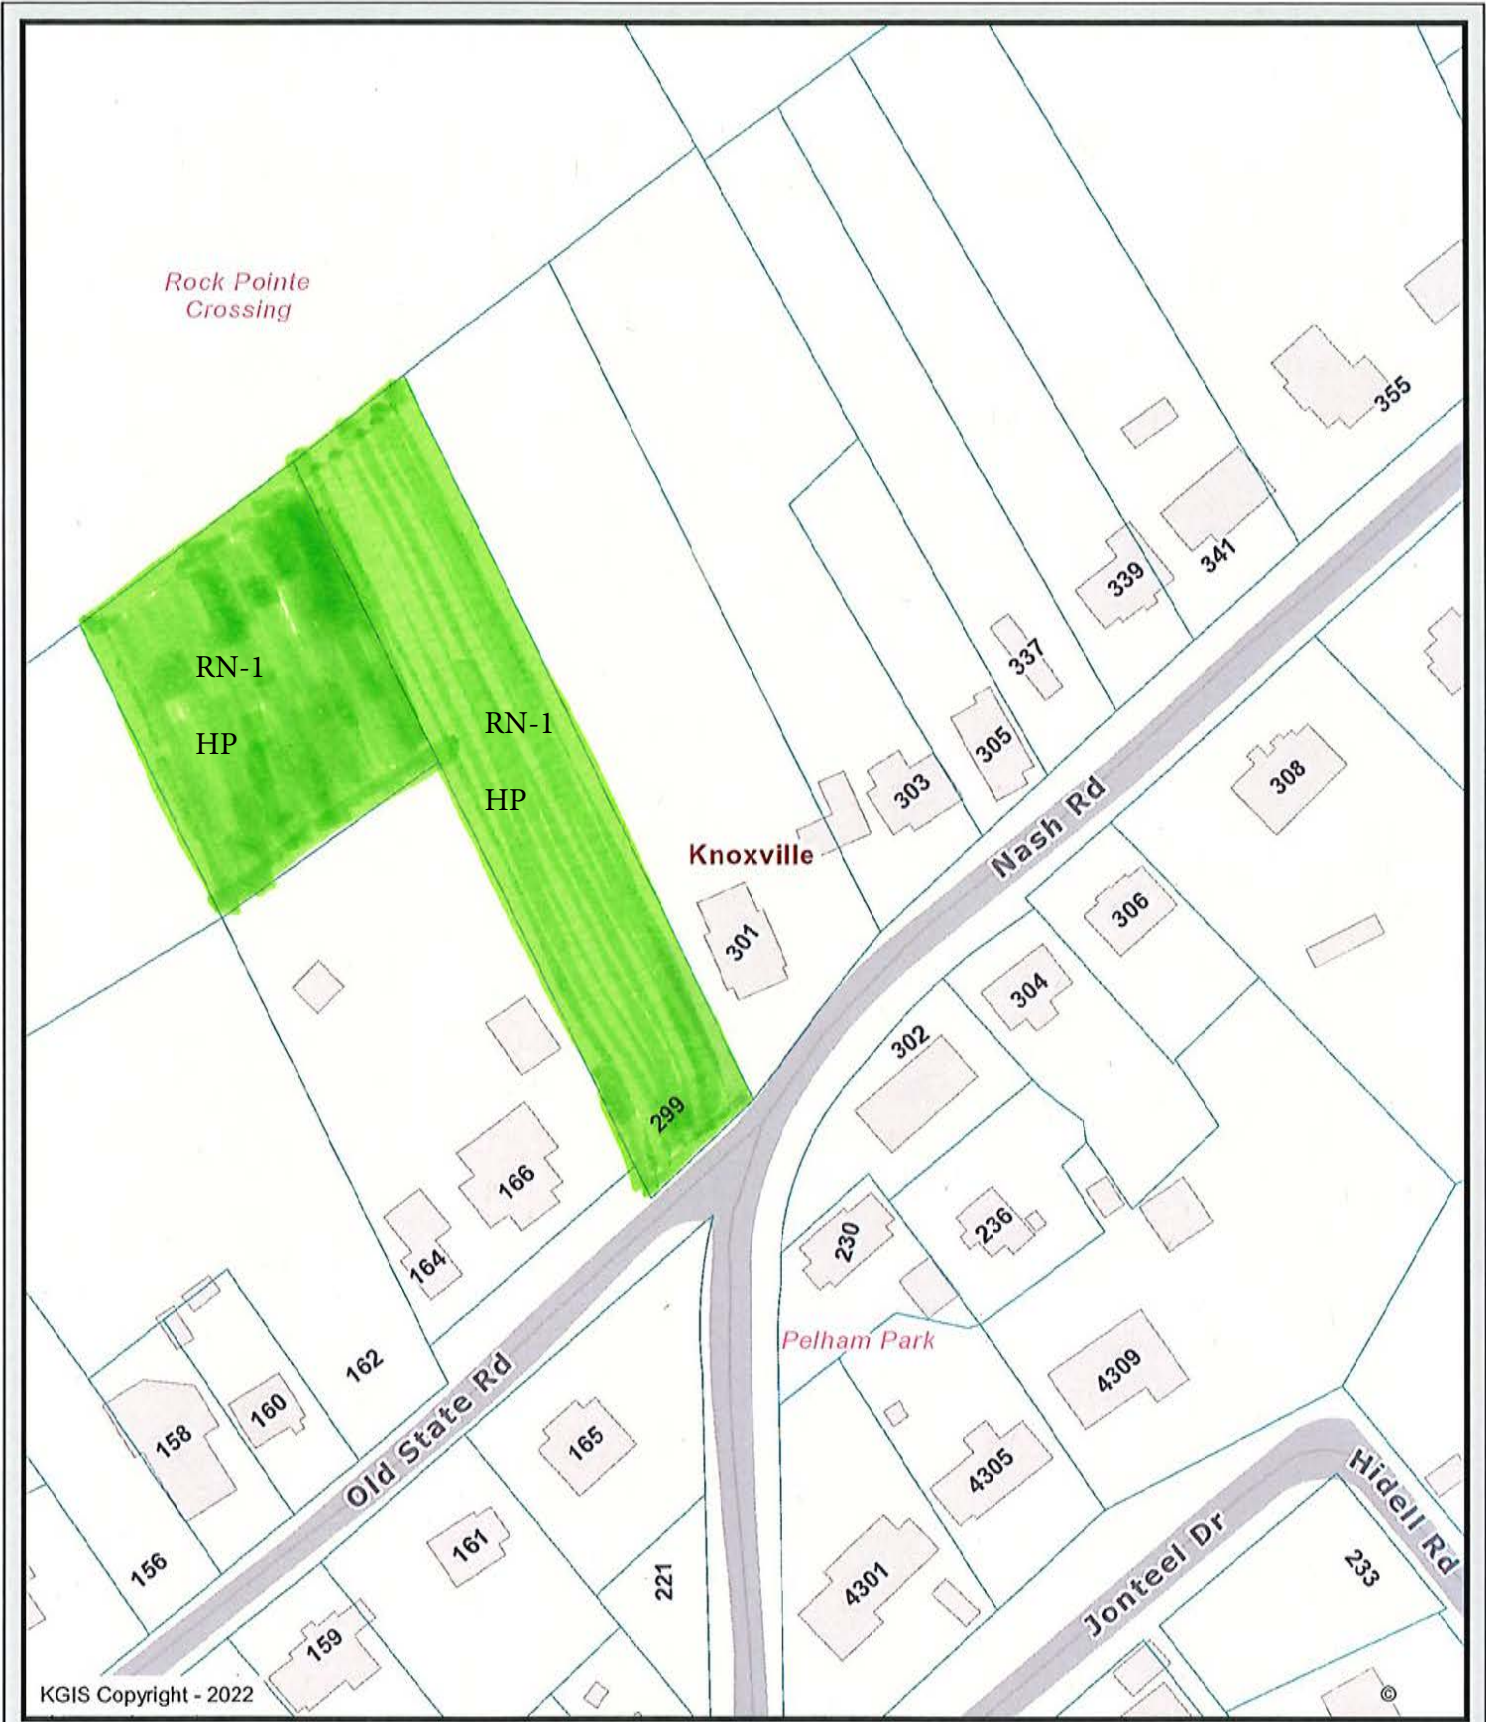 Rock Pointe
Crossing
355
341
339
337
RN-1
HP
RN-1
HP
305
303
308
Nash Rd
Knoxville
301
306
304
302
299
166
164
230
236
Pelham Park
162
4309
160
158
Old State Rd
165
4305
161
156
221
4301
Jonteel Dr
Hidell Rd
233
159
KGIS Copyright - 2022
©